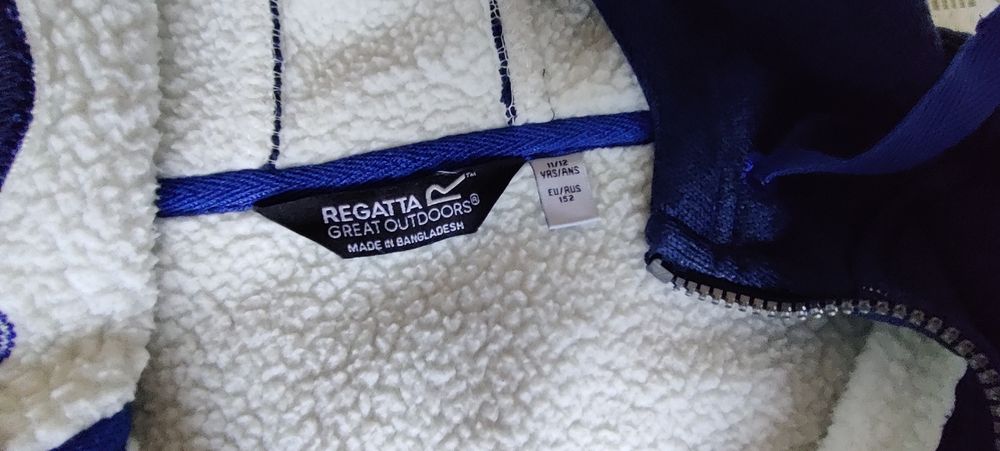 REGATTA
GREAT OUTDOORS®
MADE IN BANGLADESH
11/12
YRS/ANS
EU/RUS
152